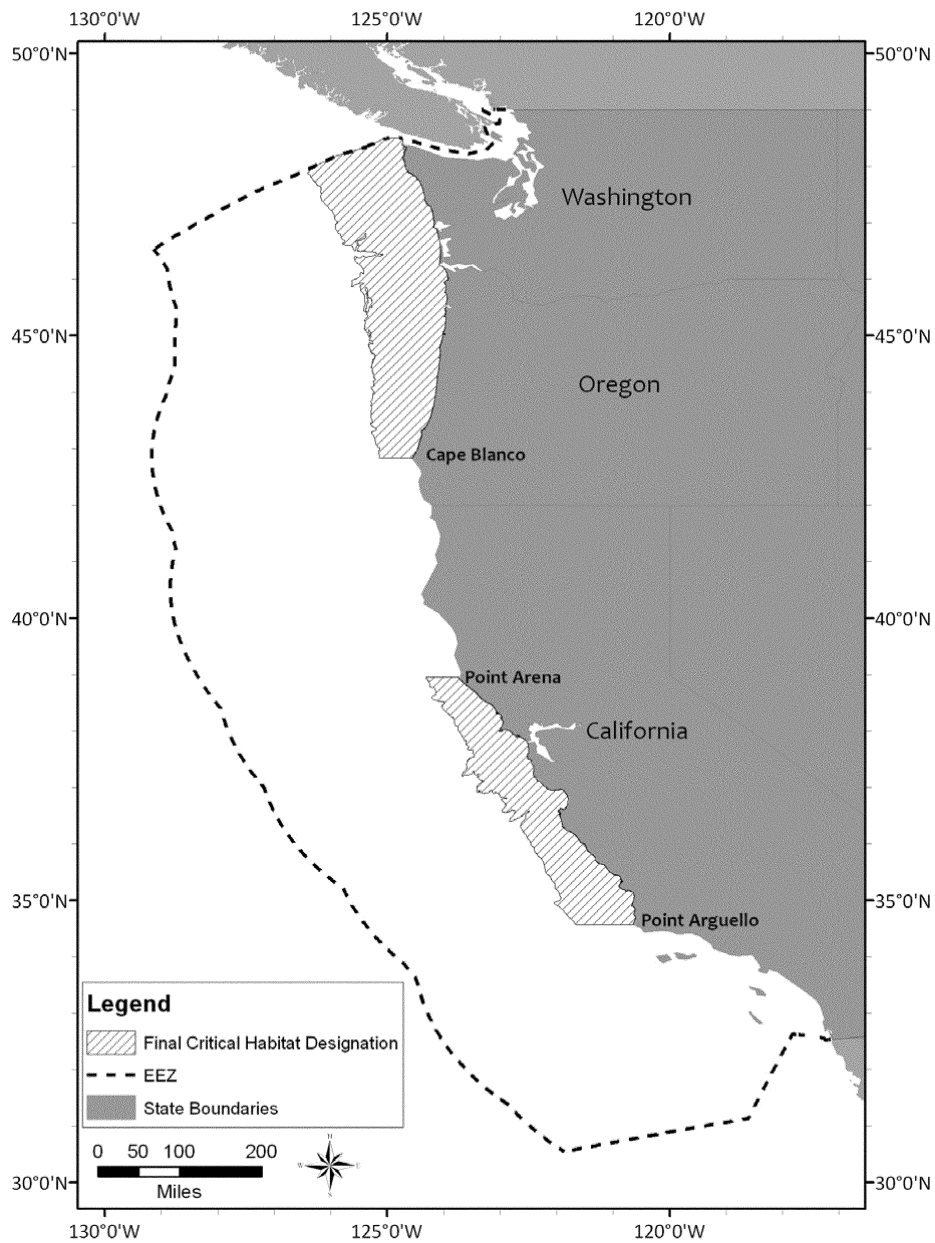 130°0'W 125°0'W 120°0'W
50°0'N 50°0'N
Washington
45°0'N 45°0'N
Oregon
Cape Blanco
40°0'N 40°0'N
Point Arena
California
35°0'N 35°0'N
Point Arguello
Legend
Final Critical Habitat Designation
EEZ
State Boundaries
0 50 100 200
Miles
N
W E
S
30°0'N 30°0'N
130°0'W 125°0'W 120°0'W